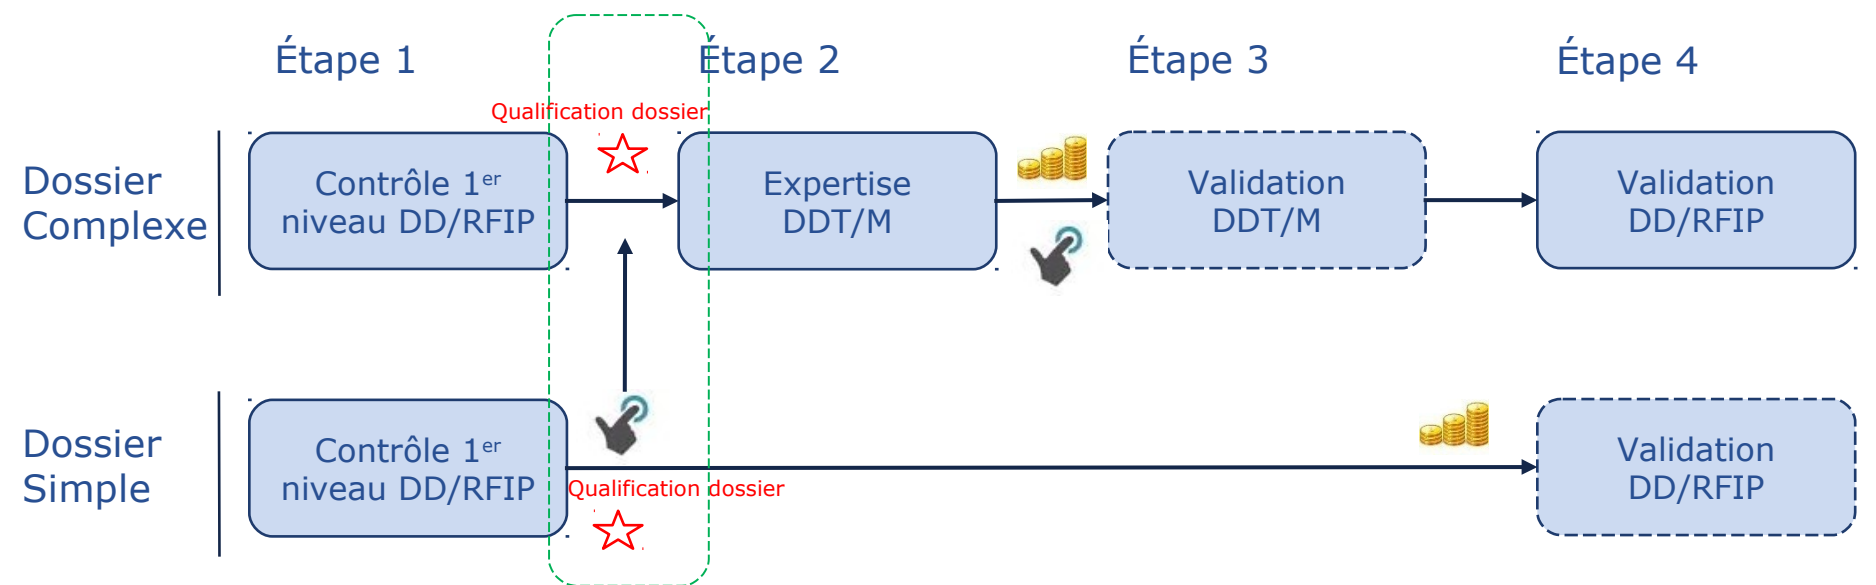 Étape 1
Étape 2
Étape 3
Étape 4
Qualification dossier
Dossier
Complexe
Contrôle 1er
niveau DD/RFIP
Expertise
DDT/M
Validation
DDT/M
Validation
DD/RFIP
Dossier
Simple
Contrôle 1er
niveau DD/RFIP
Qualification dossier
Validation
DD/RFIP